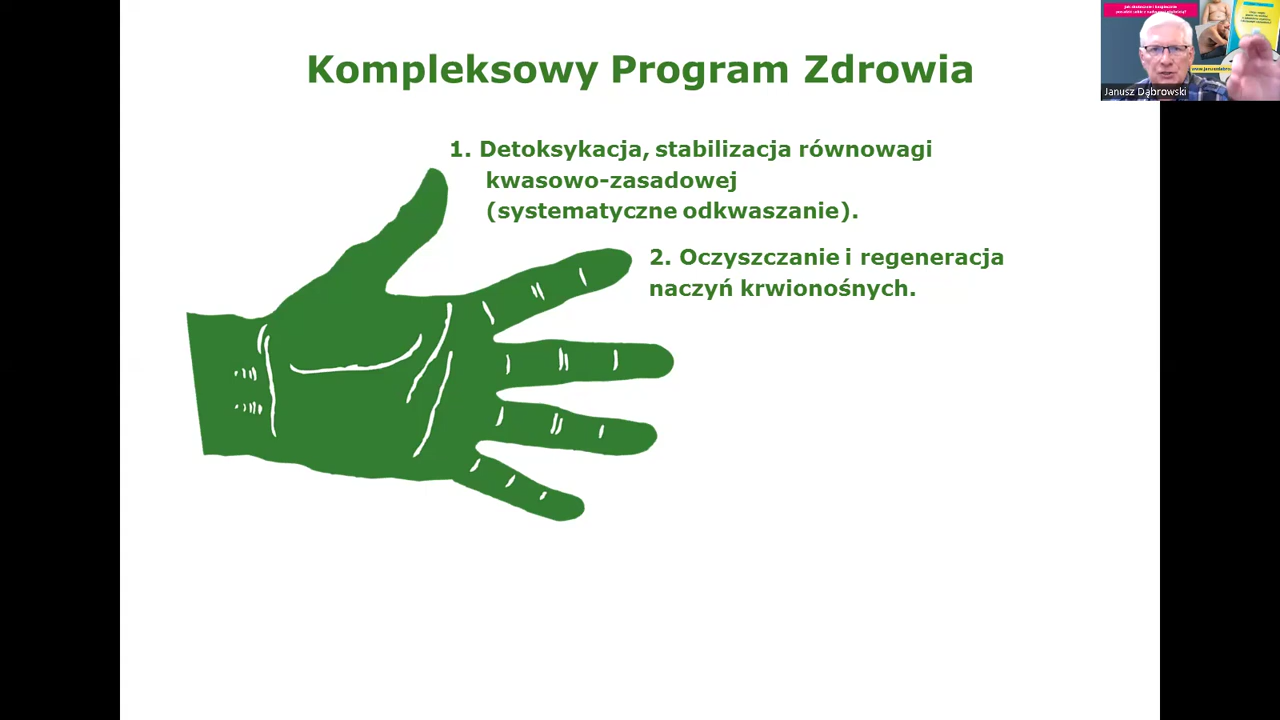 Kompleksowy Program Zdrowia
1. Detoksykacja, stabilizacja równowagi
kwasowo-zasadowej
(systematyczne odkwaszanie).
2. Oczyszczanie i regeneracja
naczyń krwionośnych.
Janusz Dąbrowski